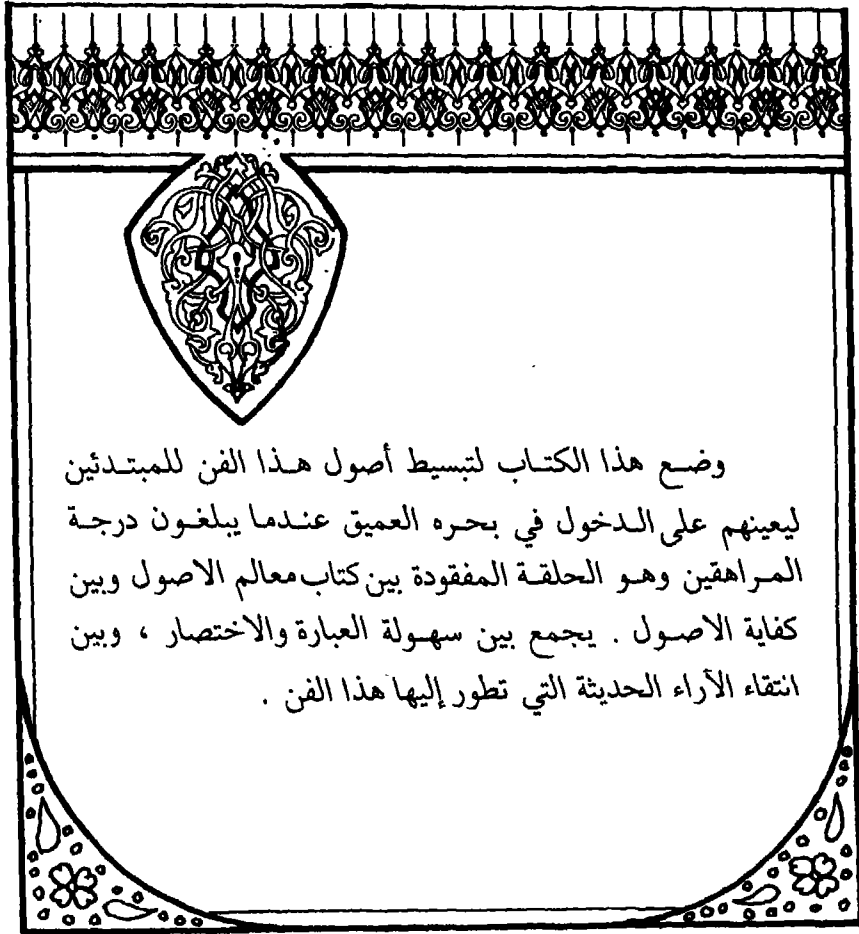 وضع هذا الكتاب لتبسيط أصول هذا الفن للمبتدئين
ليعينهم على الدخول في بحره العميق عندما يبلغون درجة
المراهقين وهو الحلقة المفقودة بين كتاب معالم الاصول وبين
كفاية الاصول . يجمع بين سهولة العبارة والاختصار ، وبين
انتقاء الآراء الحديثة التي تطور إليها هذا الفن .